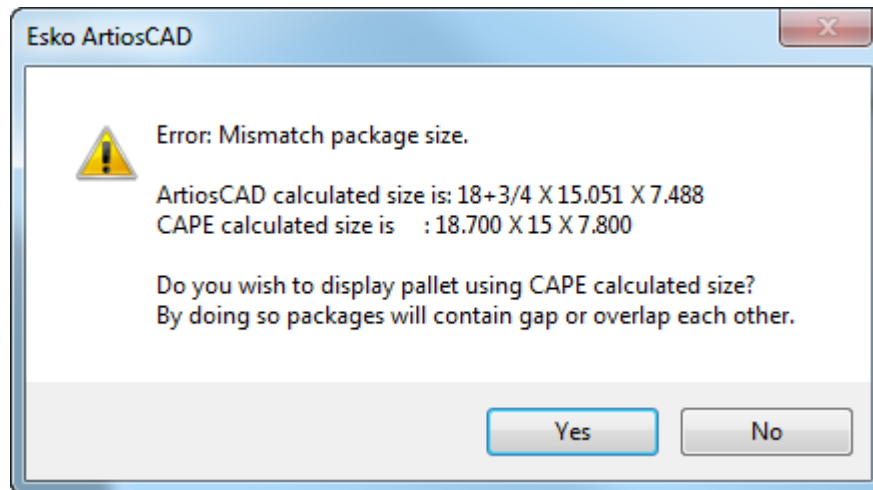 Esko ArtiosCAD
Error: Mismatch package size.
ArtiosCAD calculated size is: 18+3/4 X 15.051 X 7.488
CAPE calculated size is : 18.700 X 15 X 7.800
Do you wish to display pallet using CAPE calculated size?
By doing so packages will contain gap or overlap each other.
Yes No